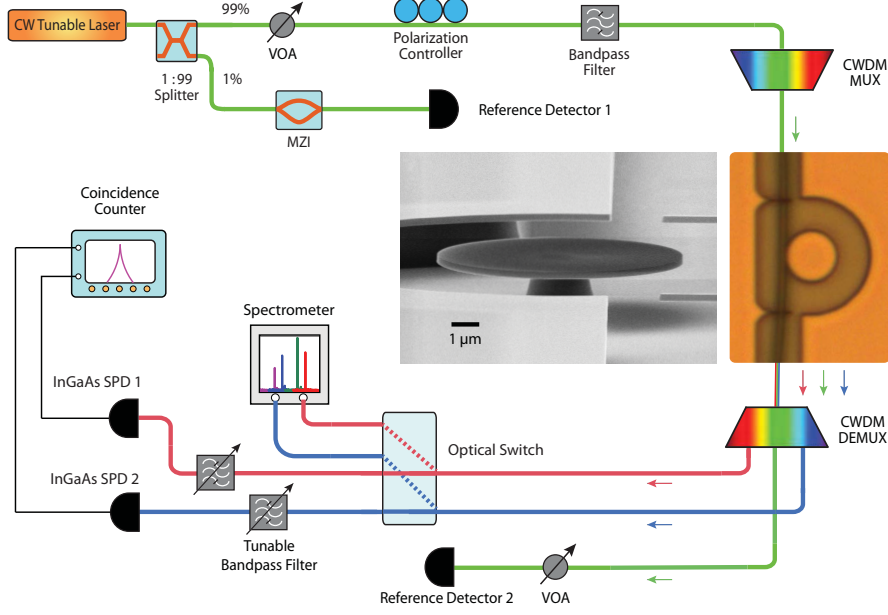 CW Tunable Laser
99%
1 : 99
Splitter
1%
VOA
Polarization
Controller
Bandpass
Filter
CWDM
MUX
MZI
Reference Detector 1
Coincidence
Counter
1 µm
Spectrometer
InGaAs SPD 1
Optical Switch
CWDM
DEMUX
InGaAs SPD 2
Tunable
Bandpass Filter
Reference Detector 2
VOA